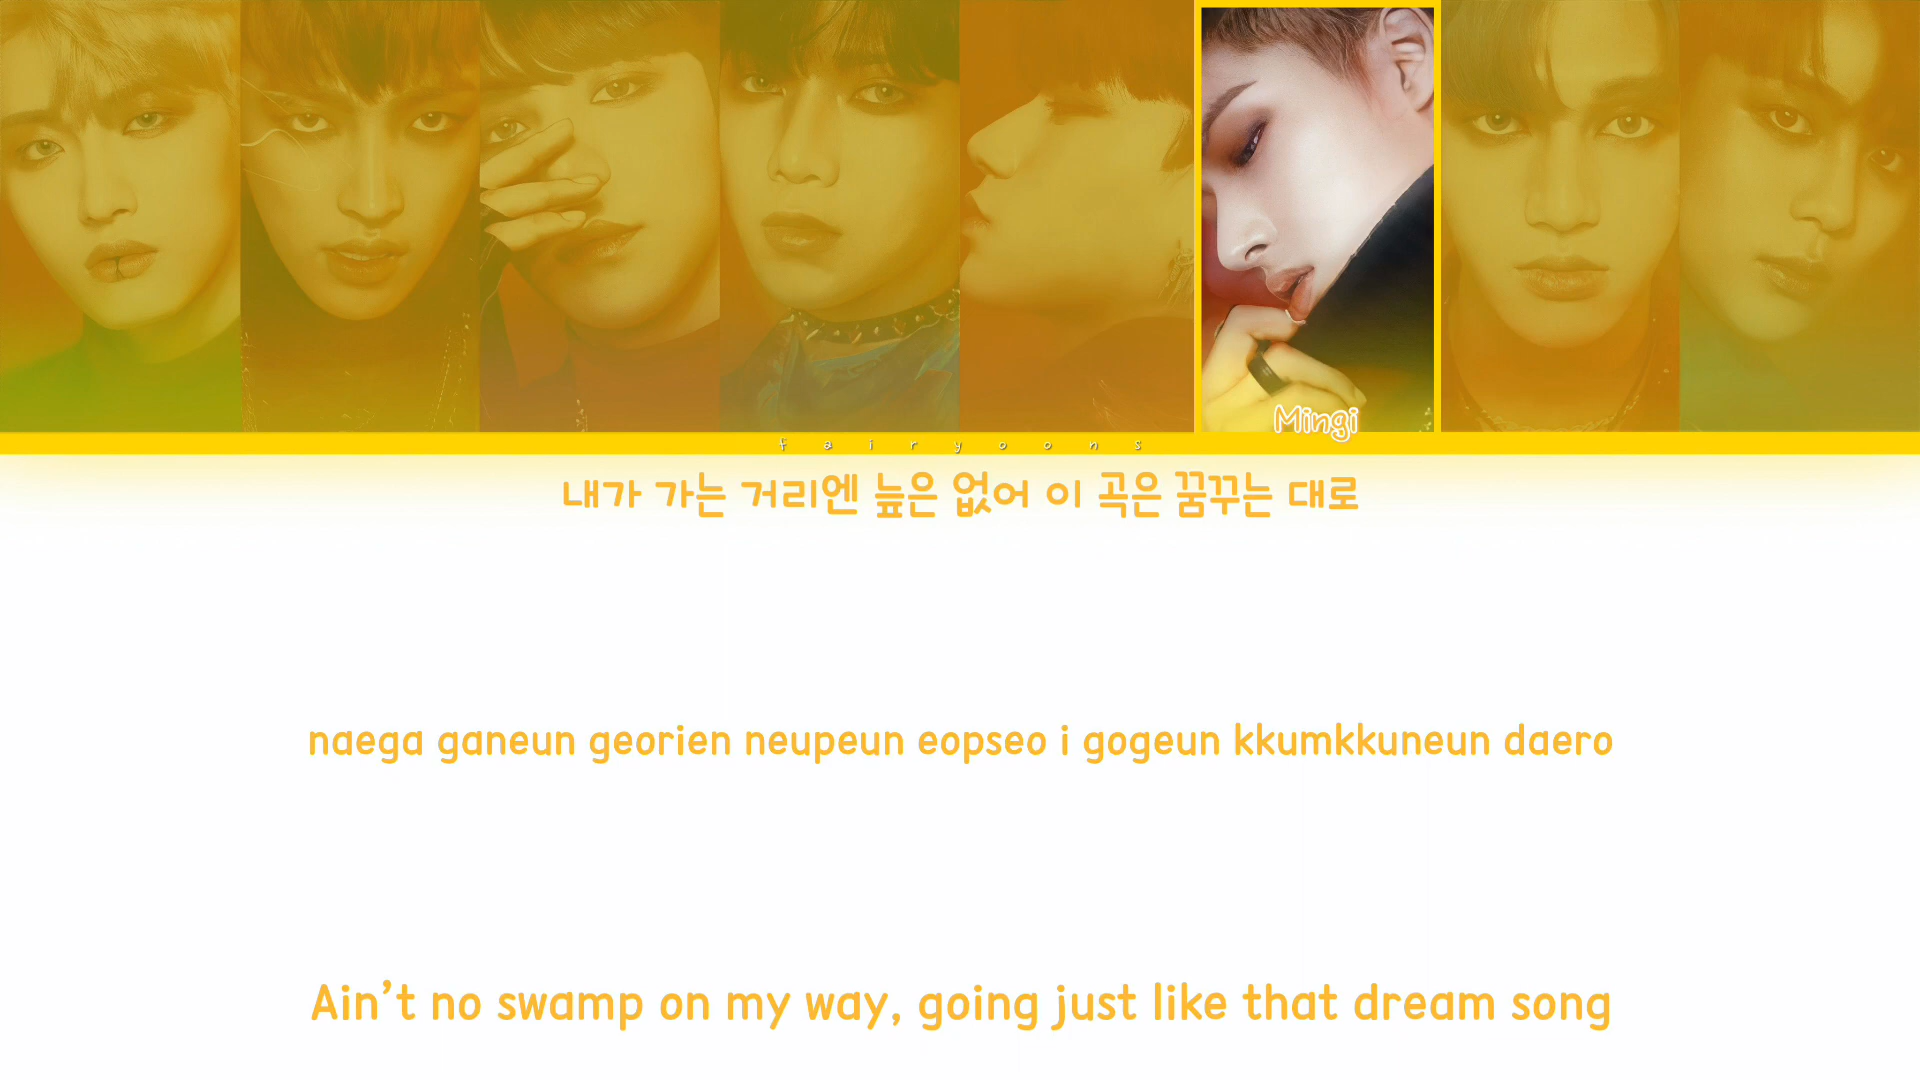 Mingi
fairyoons
내가 가는 거리엔 늪은 없어 이 곡은 꿈꾸는 대로
naega ganeun georien neupeun eopseo i gogeun kkumkkuneun daero
Ain't no swamp on my way, going just like that dream song